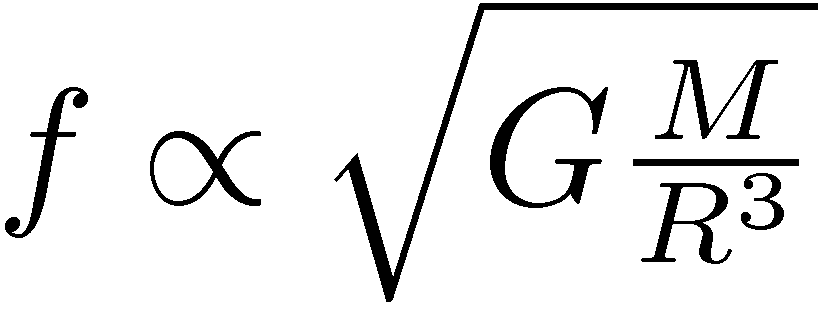 f ∝ √(G M/R³)